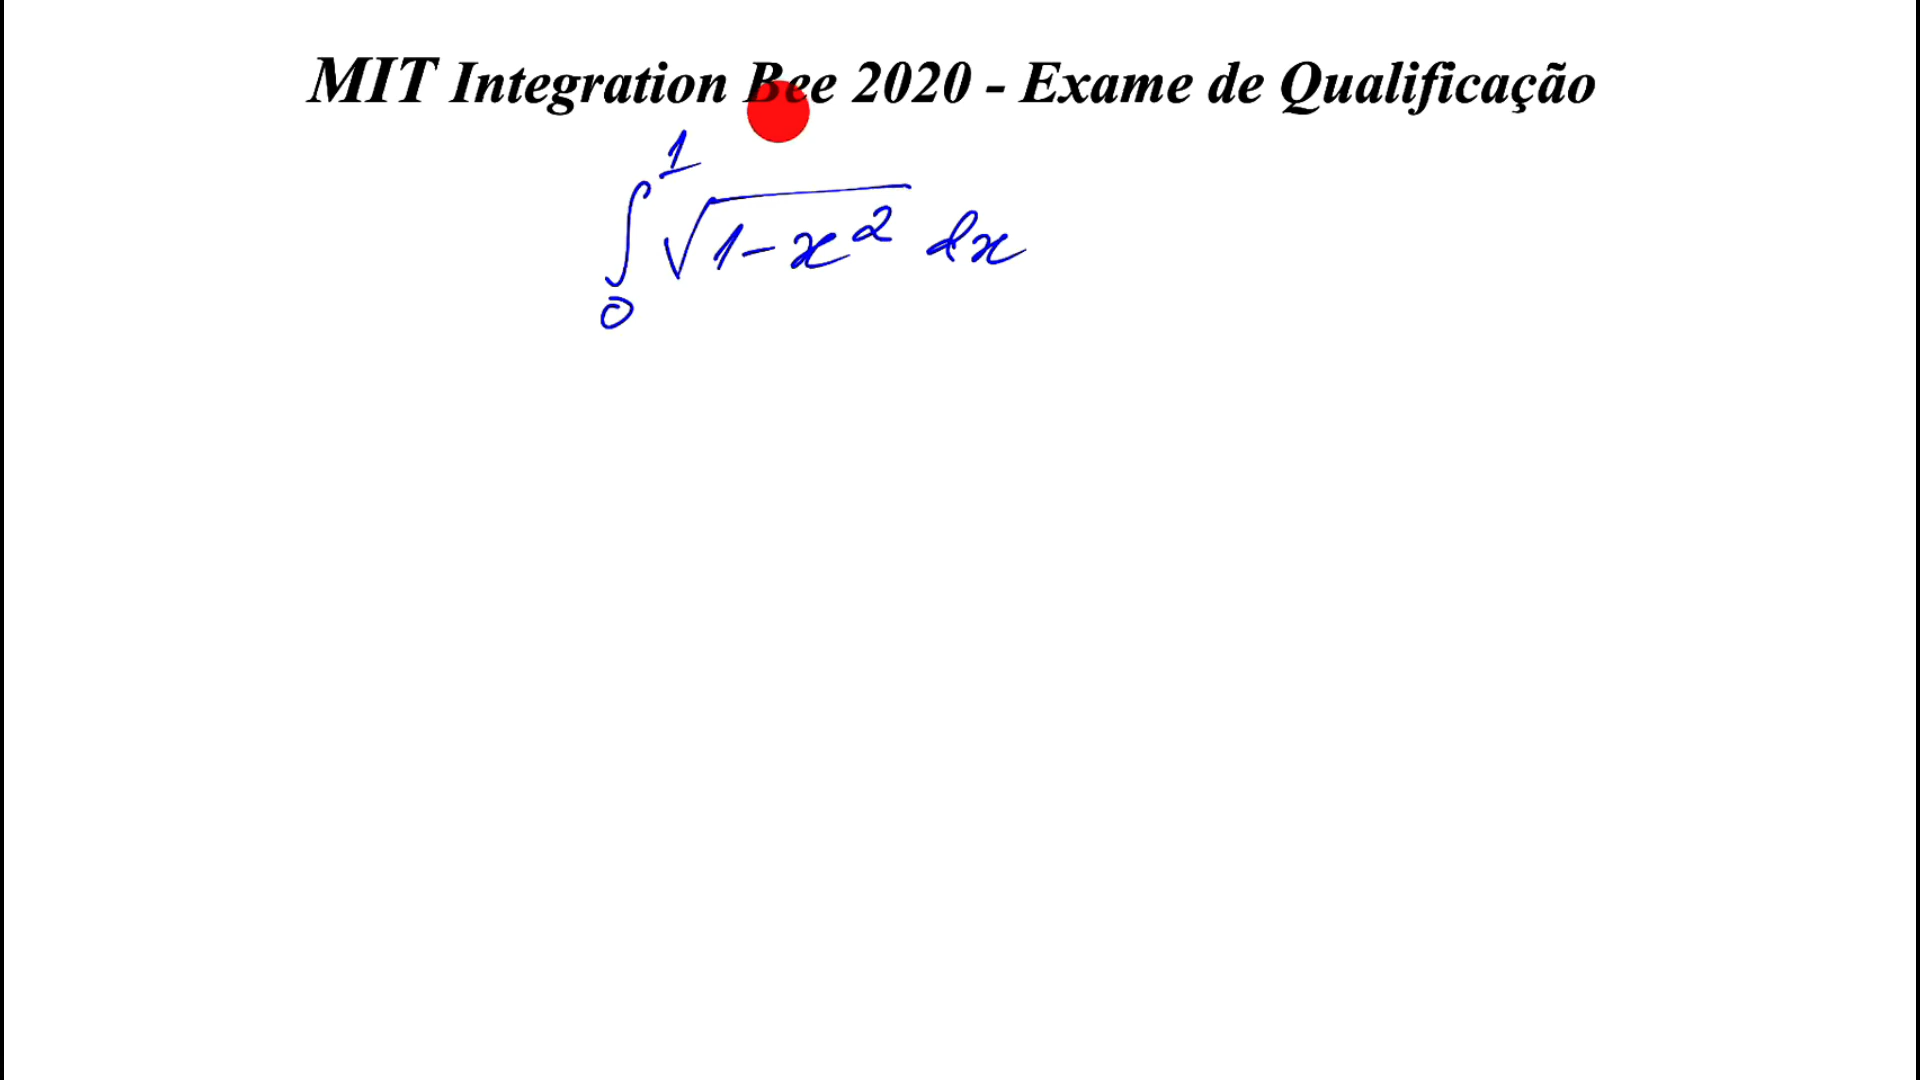 MIT Integration Bee 2020 - Exame de Qualificação
∫₀¹ √(1-x²) dx